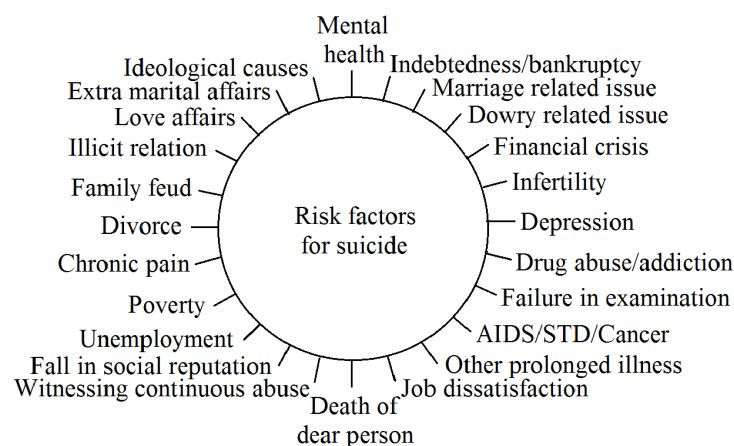 Mental
health
Indebtedness/bankruptcy
Marriage related issue
Dowry related issue
Financial crisis
Infertility
Depression
Drug abuse/addiction
Failure in examination
AIDS/STD/Cancer
Other prolonged illness
Job dissatisfaction
Death of
dear person
Witnessing continuous abuse
Fall in social reputation
Unemployment
Poverty
Chronic pain
Divorce
Family feud
Illicit relation
Love affairs
Extra marital affairs
Ideological causes
Risk factors
for suicide